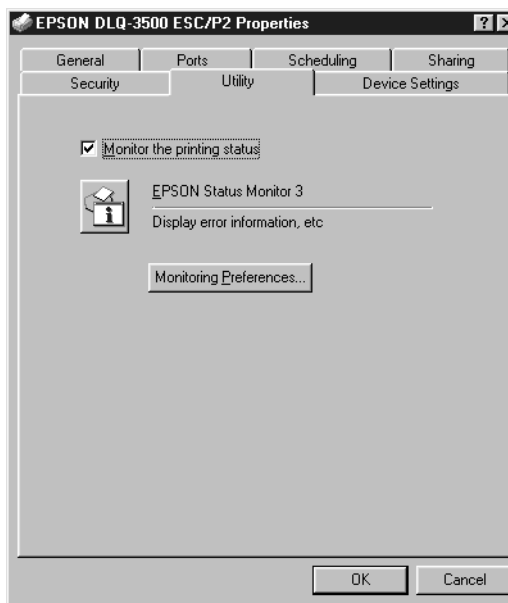 EPSON DLQ-3500 ESC/P2 Properties
General Ports Scheduling Sharing
Security Utility Device Settings
Monitor the printing status
EPSON Status Monitor 3
Display error information, etc
Monitoring Preferences...
OK Cancel